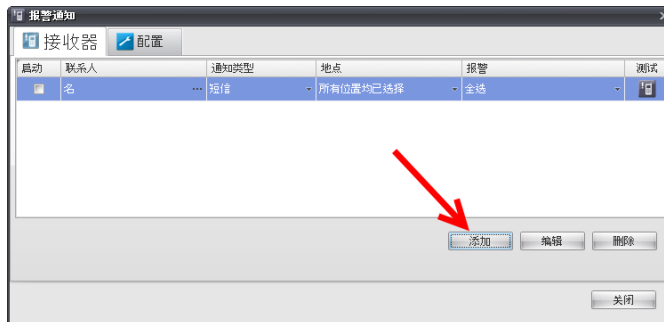 报警通知
接收器 配置
启动 联系人 通知类型 地点 报警 测试
名 ... 短信 所有位置均已选择 全选
添加 编辑 删除
关闭